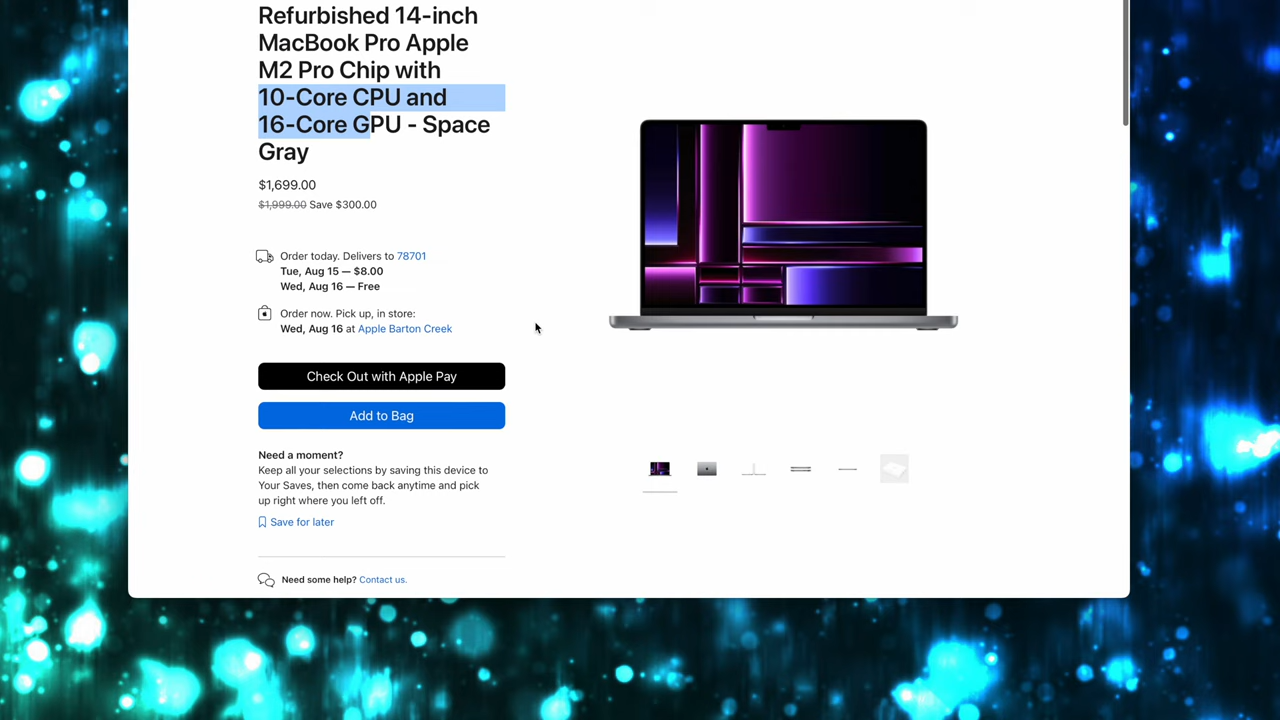 Refurbished 14-inch
MacBook Pro Apple
M2 Pro Chip with
10-Core CPU and
16-Core GPU - Space
Gray
$1,699.00
$1,999.00 Save $300.00
Order today. Delivers to 78701
Tue, Aug 15 — $8.00
Wed, Aug 16 — Free
Order now. Pick up, in store:
Wed, Aug 16 at Apple Barton Creek
Check Out with Apple Pay
Add to Bag
Need a moment?
Keep all your selections by saving this device to
Your Saves, then come back anytime and pick
up right where you left off.
Save for later
Need some help? Contact us.